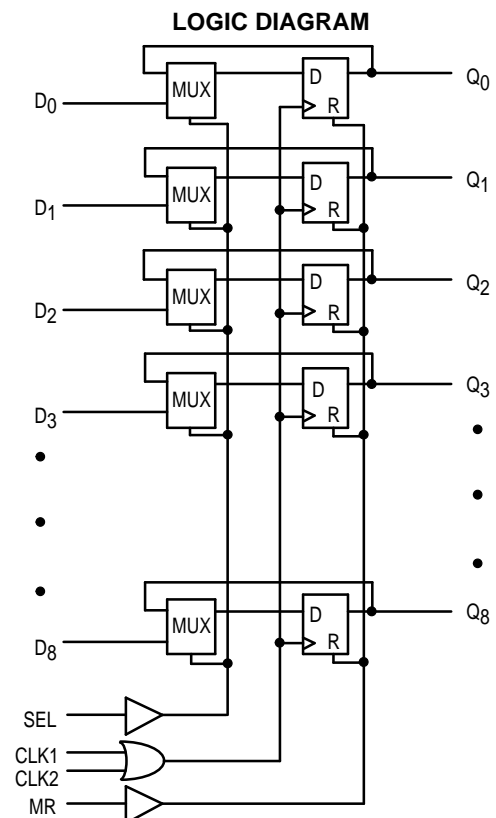 LOGIC DIAGRAM
MUX D R Q0
D0
MUX D R Q1
D1
MUX D R Q2
D2
MUX D R Q3
D3
MUX D R Q8
D8
SEL
CLK1
CLK2
MR